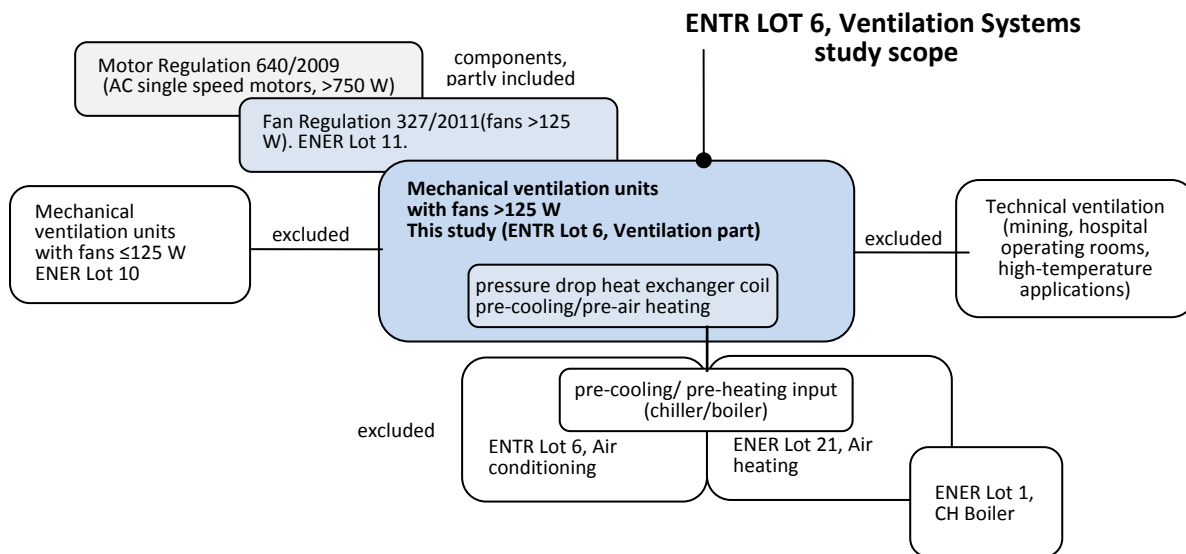 ENTR LOT 6, Ventilation Systems
study scope
Motor Regulation 640/2009
(AC single speed motors, >750 W)
components,
partly included
Fan Regulation 327/2011(fans >125
W). ENER Lot 11.
Mechanical
ventilation units
with fans ≤125 W
ENER Lot 10
excluded
Mechanical ventilation units
with fans >125 W
This study (ENTR Lot 6, Ventilation part)
excluded
Technical ventilation
(mining, hospital
operating rooms,
high-temperature
applications)
pressure drop heat exchanger coil
pre-cooling/pre-air heating
pre-cooling/ pre-heating input
(chiller/boiler)
excluded
ENTR Lot 6, Air
conditioning
ENER Lot 21, Air
heating
ENER Lot 1,
CH Boiler